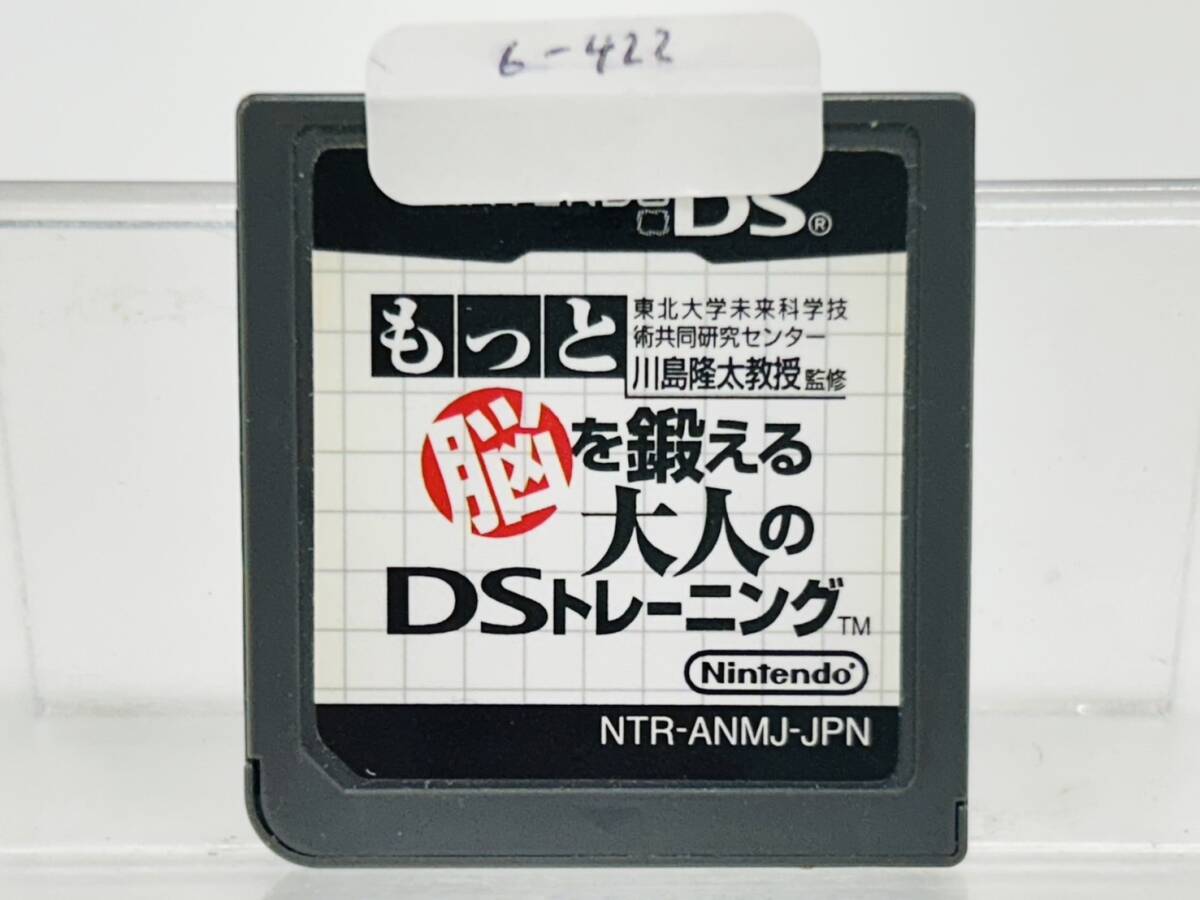 6-422
DS®
もっと
東北大学未来科学技
術共同研究センター
川島隆太教授監修
脳を鍛える
大人の
DSトレーニング™
Nintendo®
NTR-ANMJ-JPN